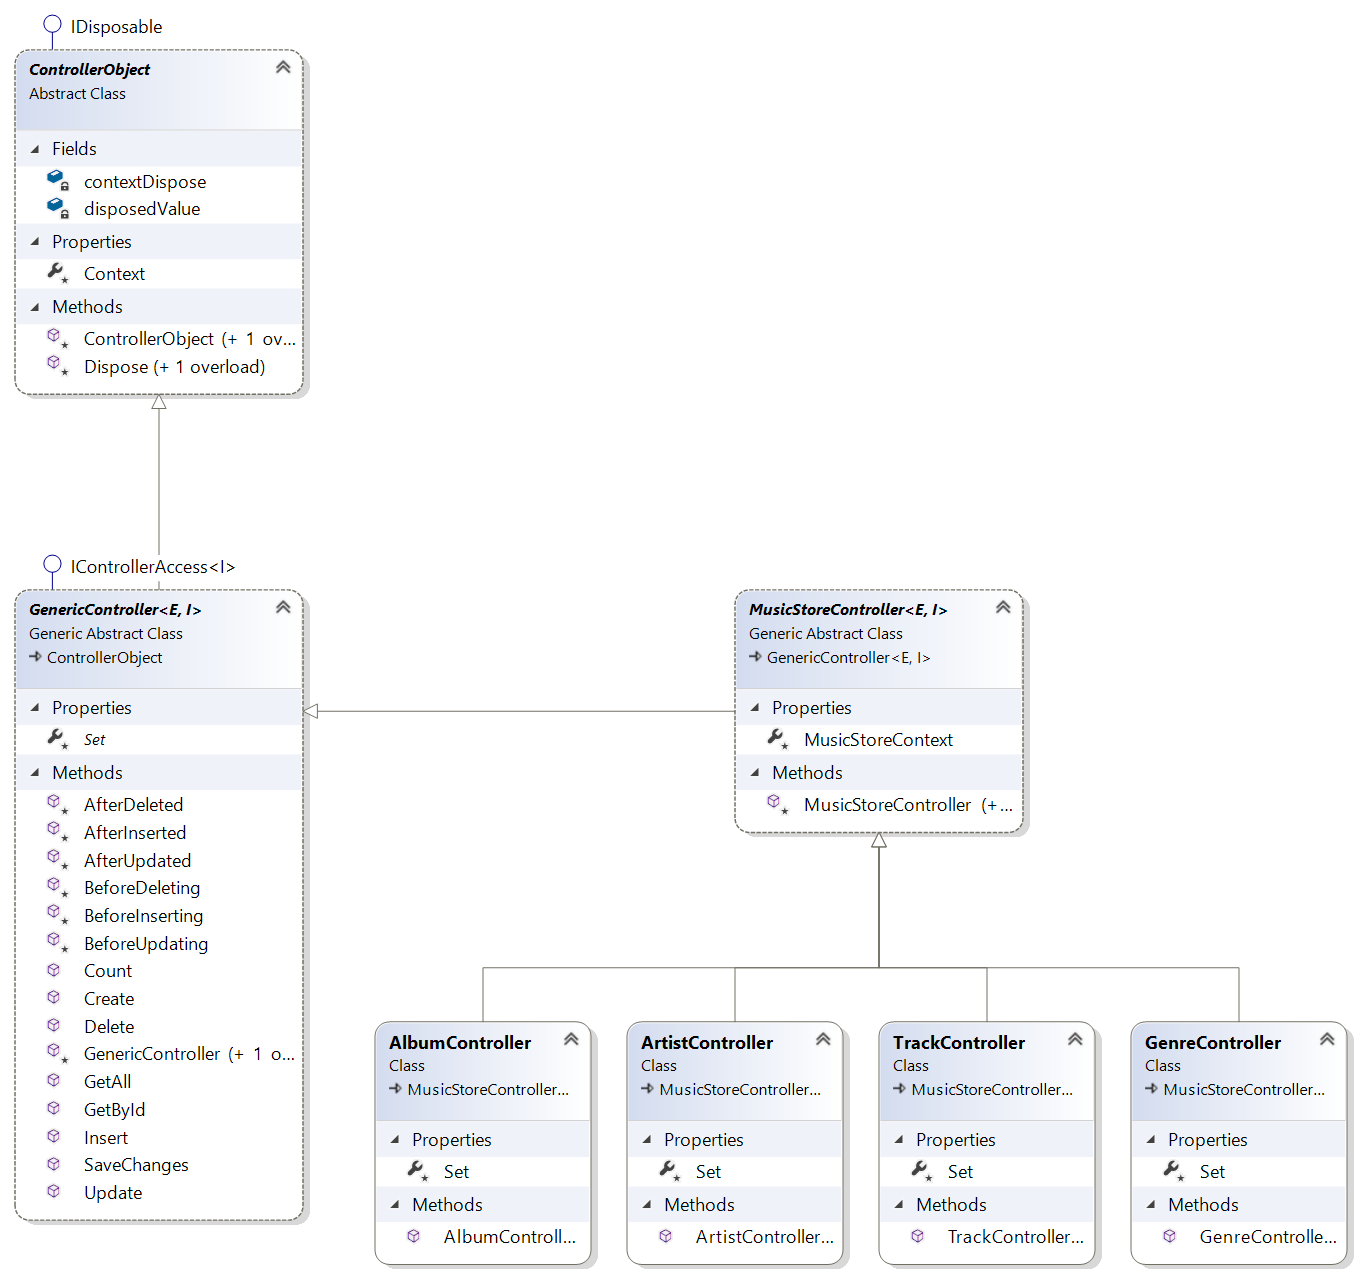 IDisposable
ControllerObject
Abstract Class
Fields
contextDispose
disposedValue
Properties
Context
Methods
ControllerObject (+ 1 ov...
Dispose (+ 1 overload)
IControllerAccess<I>
GenericController<E, I>
Generic Abstract Class
ControllerObject
Properties
Set
Methods
AfterDeleted
AfterInserted
AfterUpdated
BeforeDeleting
BeforeInserting
BeforeUpdating
Count
Create
Delete
GenericController (+ 1 o...
GetAll
GetById
Insert
SaveChanges
Update
MusicStoreController<E, I>
Generic Abstract Class
GenericController<E, I>
Properties
MusicStoreContext
Methods
MusicStoreController (+...
AlbumController
Class
MusicStoreController...
Properties
Set
Methods
AlbumControll...
ArtistController
Class
MusicStoreController...
Properties
Set
Methods
ArtistController...
TrackController
Class
MusicStoreController...
Properties
Set
Methods
TrackController...
GenreController
Class
MusicStoreController...
Properties
Set
Methods
GenreControlle...